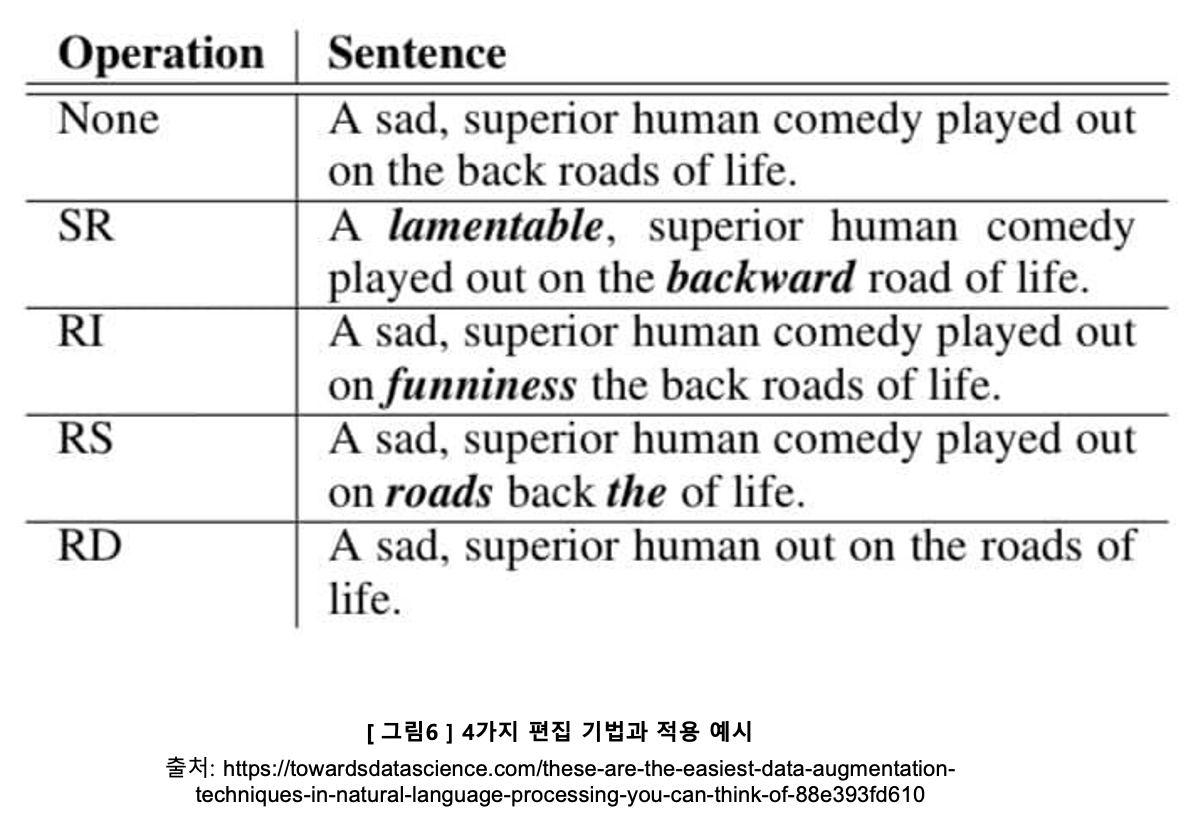 Operation Sentence
None A sad, superior human comedy played out
on the back roads of life.
SR A lamentable, superior human comedy
played out on the backward road of life.
RI A sad, superior human comedy played out
on funniness the back roads of life.
RS A sad, superior human comedy played out
on roads back the of life.
RD A sad, superior human out on the roads of
life.
[ 그림6 ] 4가지 편집 기법과 적용 예시
출처: https://towardsdatascience.com/these-are-the-easiest-data-augmentation-
techniques-in-natural-language-processing-you-can-think-of-88e393fd610